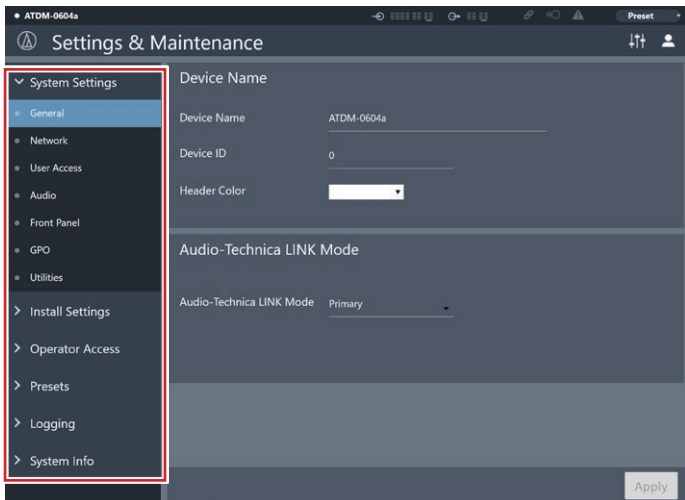 ATDM-0604a
Preset
Settings & Maintenance
System Settings
General
Network
User Access
Audio
Front Panel
GPO
Utilities
Install Settings
Operator Access
Presets
Logging
System Info
Device Name
Device Name ATDM-0604a
Device ID 0
Header Color
Audio-Technica LINK Mode
Audio-Technica LINK Mode Primary
Apply